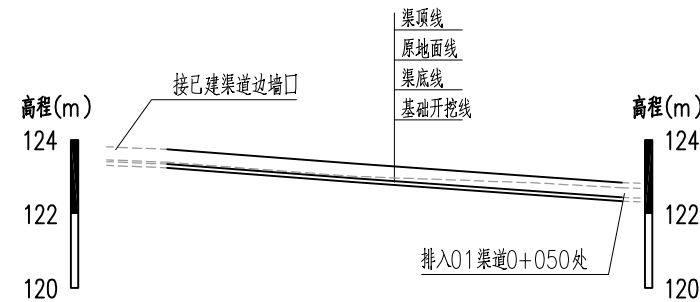 渠顶线
原地面线
渠底线
基础开挖线
接已建渠道边墙口
高程(m)
124
122
120
高程(m)
124
122
120
排入01渠道0+050处